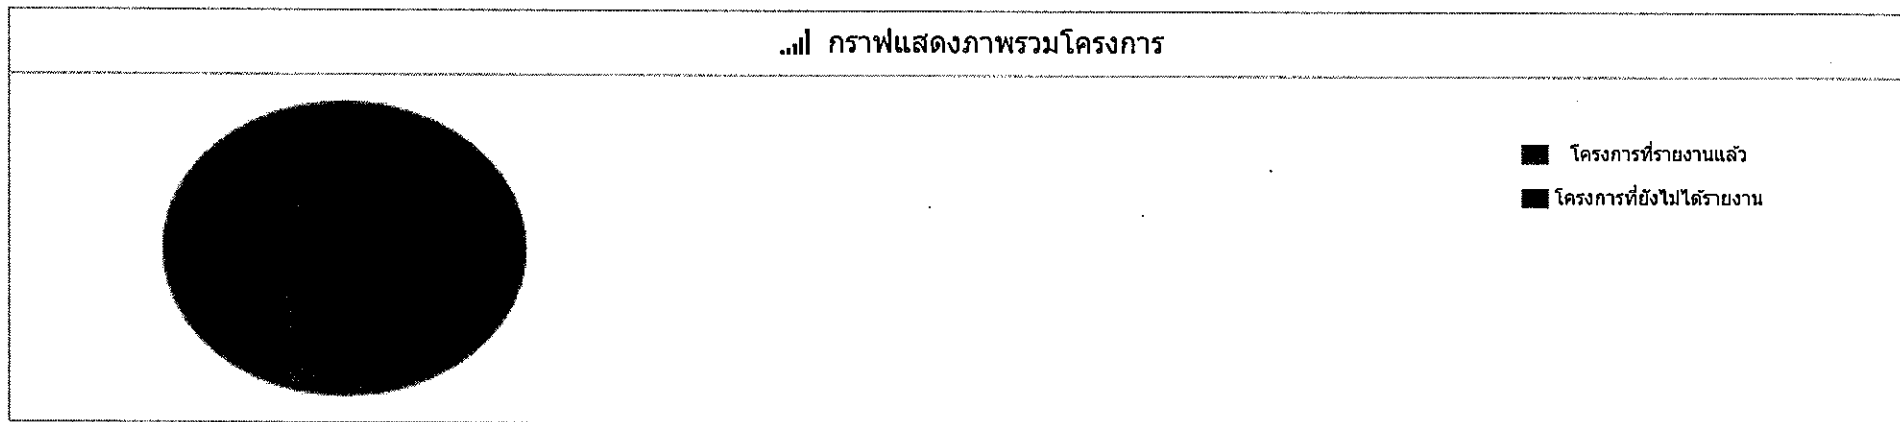 กราฟแสดงภาพรวมโครงการ
โครงการที่รายงานแล้ว
โครงการที่ยังไม่ได้รายงาน